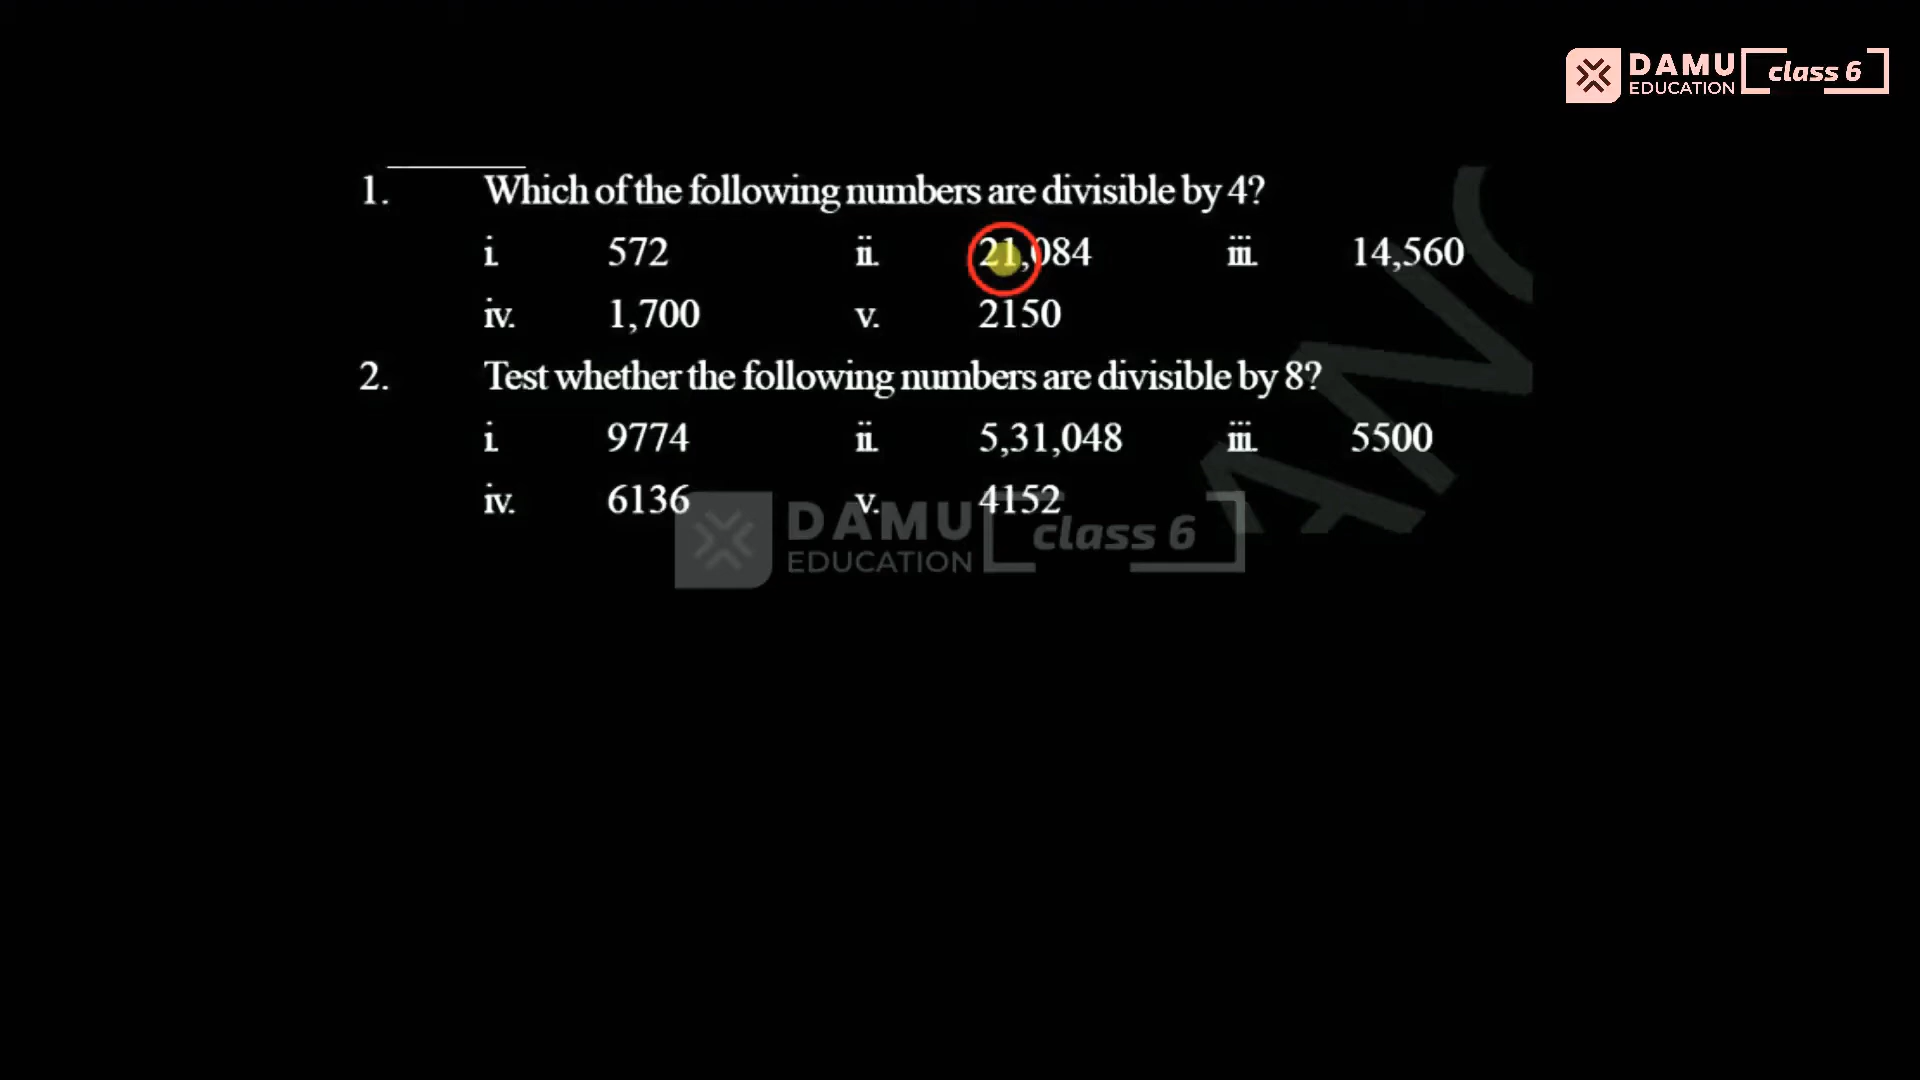 DAMU
EDUCATION
class 6
1. Which of the following numbers are divisible by 4?
i. 572 ii. 21,084 iii. 14,560
iv. 1,700 v. 2150
2. Test whether the following numbers are divisible by 8?
i. 9774 ii. 5,31,048 iii. 5500
iv. 6136 v. 4152
DAMU
EDUCATION
class 6